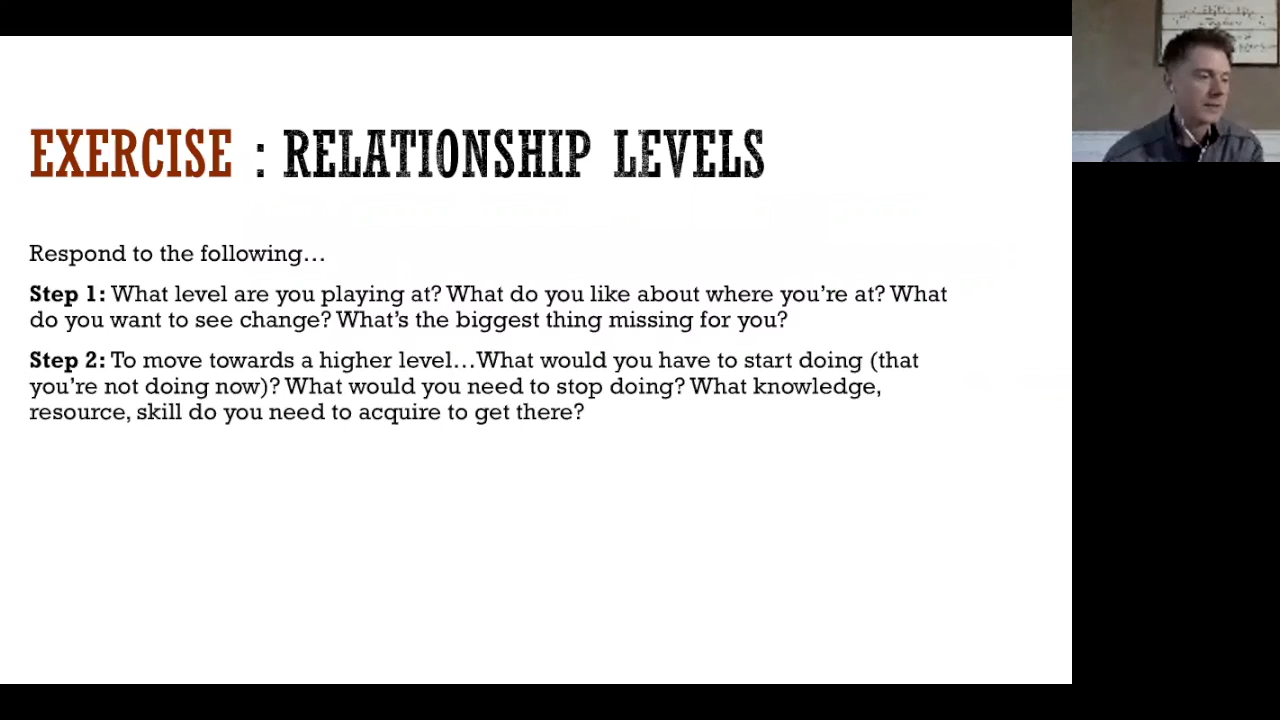 EXERCISE : RELATIONSHIP LEVELS
Respond to the following…
Step 1: What level are you playing at? What do you like about where you’re at? What
do you want to see change? What’s the biggest thing missing for you?
Step 2: To move towards a higher level…What would you have to start doing (that
you’re not doing now)? What would you need to stop doing? What knowledge,
resource, skill do you need to acquire to get there?